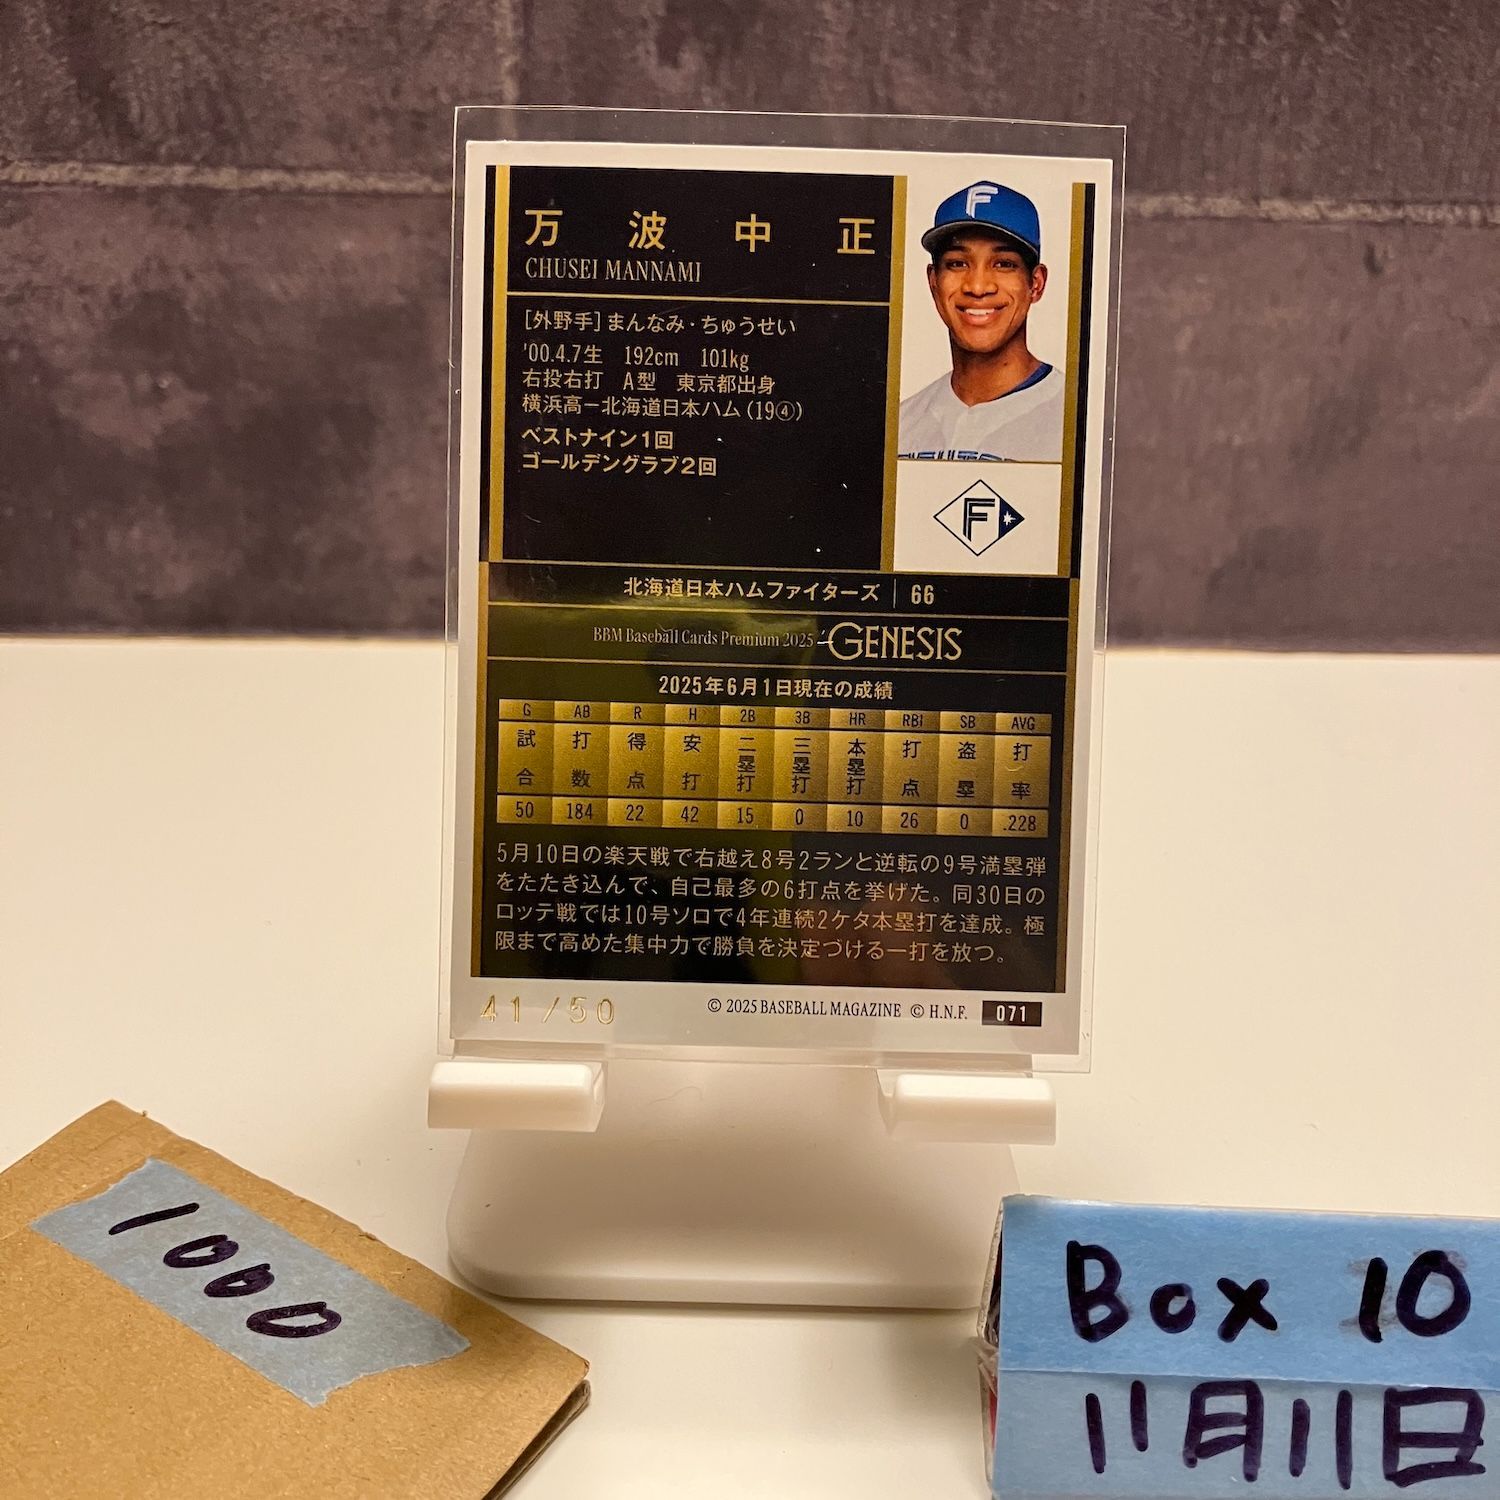 万波中正
CHUSEI MANNAMI
[外野手]まんなみ・ちゅうせい
'00.4.7生 192cm 101kg
右投右打 A型 東京都出身
横浜高－北海道日本ハム(19④)
ベストナイン1回
ゴールデングラブ2回
F
F
北海道日本ハムファイターズ | 66
BBM Baseball Cards Premium 2025 GENESIS
2025年6月1日現在の成績
G AB R H 2B 3B HR RBI SB AVG
試合 打数 得点 安打 二塁打 三塁打 本塁打 打点 盗塁 打率
50 184 22 42 15 0 10 26 0 .228
5月10日の楽天戦で右越え8号2ランと逆転の9号満塁弾
をたたき込んで、自己最多の6打点を挙げた。同30日の
ロッテ戦では10号ソロで4年連続2ケタ本塁打を達成。極
限まで高めた集中力で勝負を決定づける一打を放つ。
41/50
© 2025 BASEBALL MAGAZINE © H.N.F. 071
1000
Box 10
11月11日